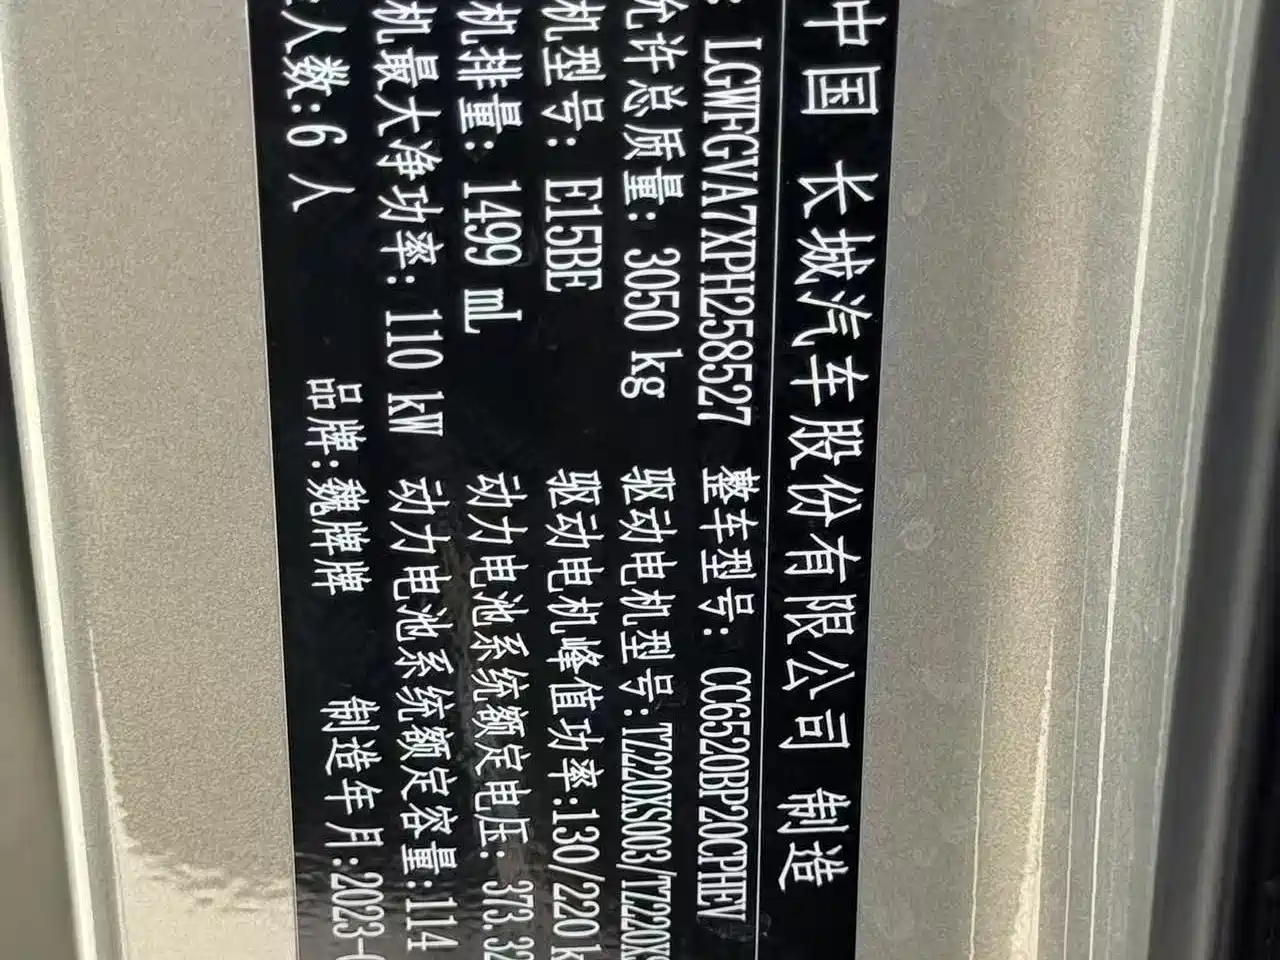 中国 长城汽车股份有限公司 制造
: LGWFGVA7XPH258527 整车型号: CC6520BP20CPHEV
允许总质量: 3050 kg 驱动电机型号:TZ220XS003/TZ220XS
机型号: E15BE 驱动电机峰值功率:130/220 k
机排量: 1499 mL 动力电池系统额定电压: 373.32
机最大净功率: 110 kW 动力电池系统额定容量:114
人数:6 人 品牌:魏牌牌 制造年月:2023-0